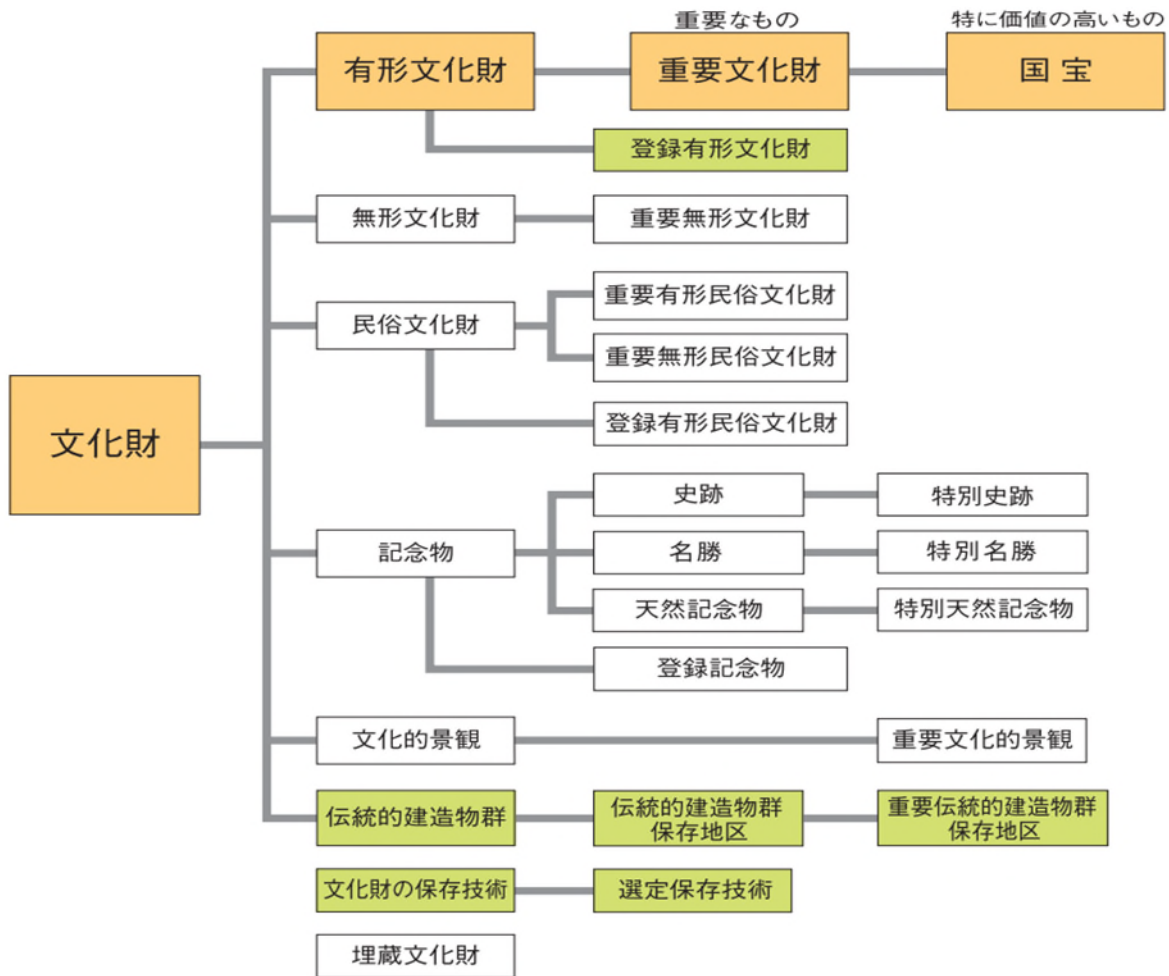 重要なもの
特に価値の高いもの
有形文化財
重要文化財
国宝
登録有形文化財
無形文化財
重要無形文化財
重要有形民俗文化財
民俗文化財
重要無形民俗文化財
登録有形民俗文化財
文化財
史跡
特別史跡
記念物
名勝
特別名勝
天然記念物
特別天然記念物
登録記念物
文化的景観
重要文化的景観
伝統的建造物群
伝統的建造物群
保存地区
重要伝統的建造物群
保存地区
文化財の保存技術
選定保存技術
埋蔵文化財